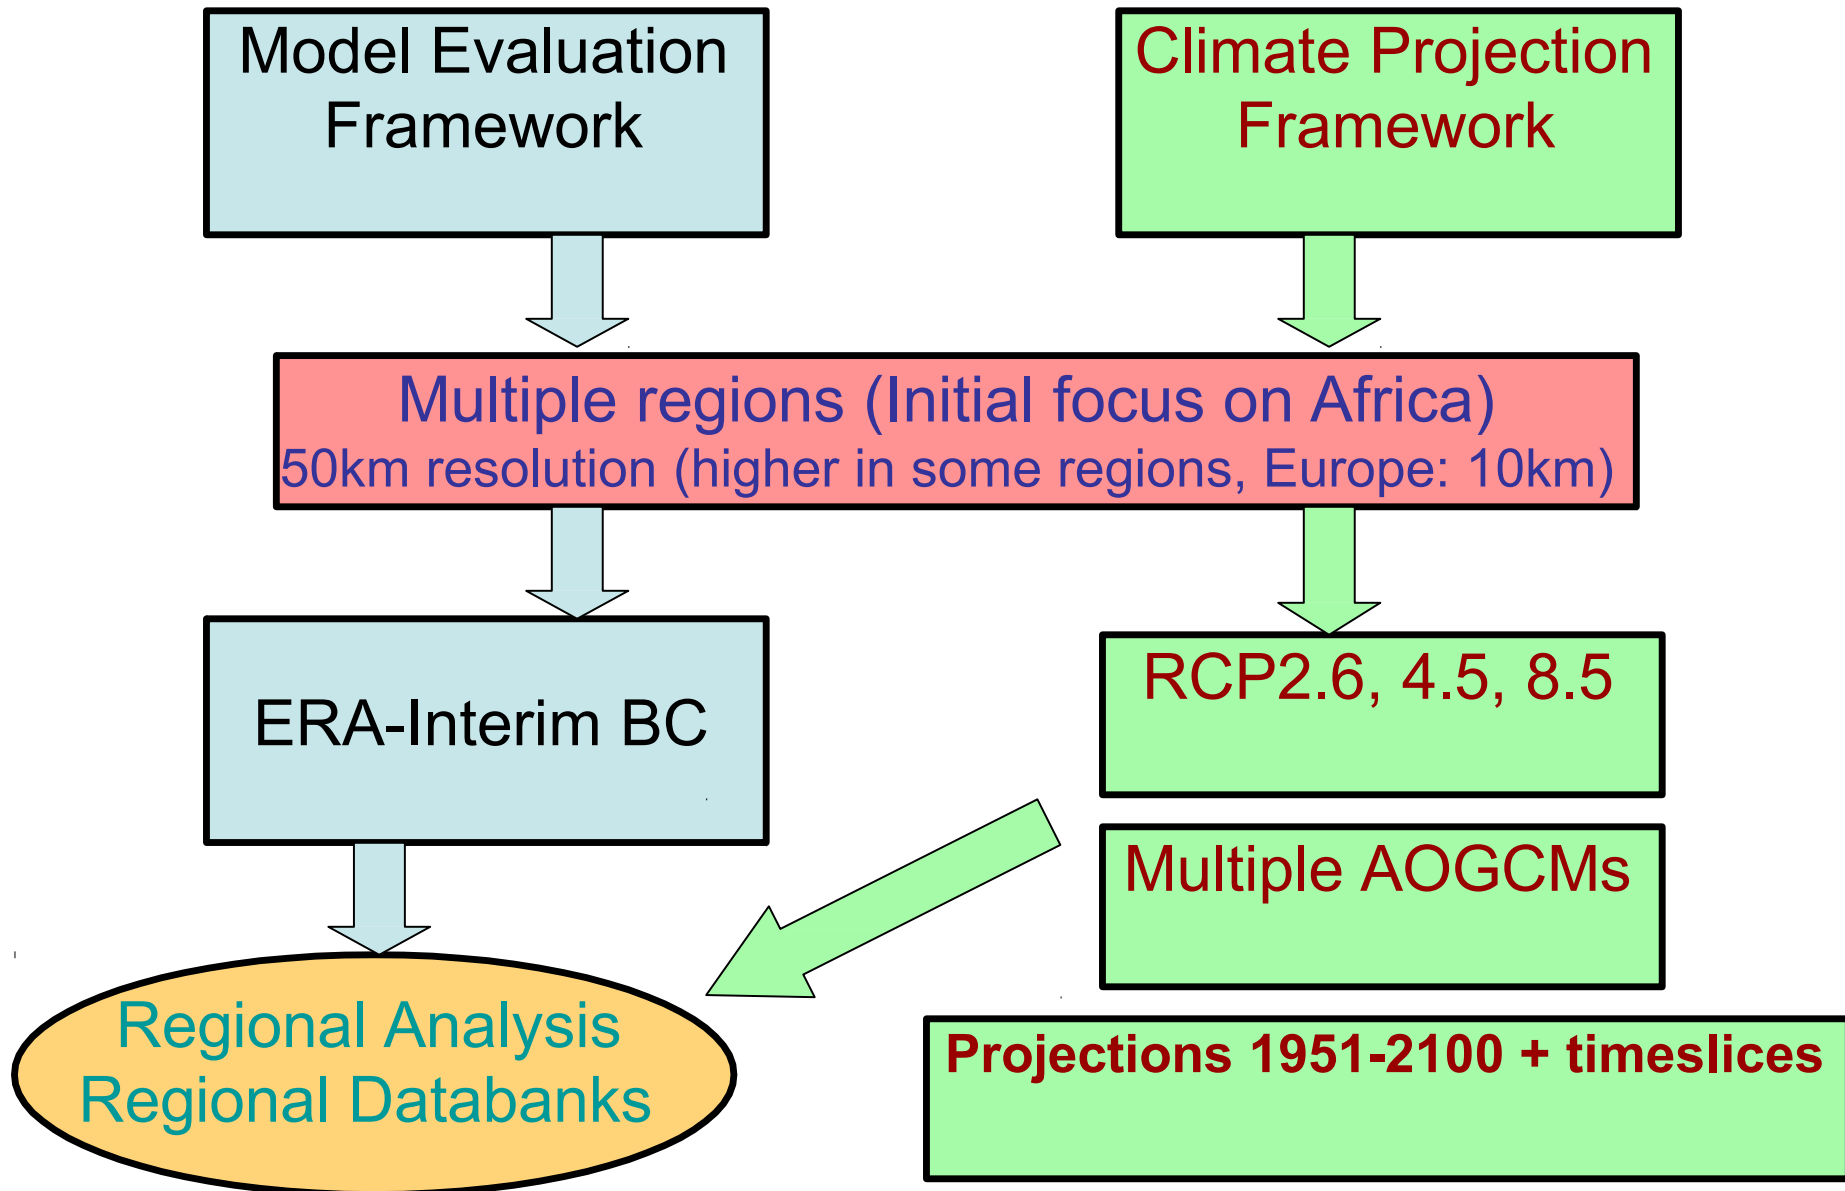 Model Evaluation
Framework
Climate Projection
Framework
Multiple regions (Initial focus on Africa)
50km resolution (higher in some regions, Europe: 10km)
ERA-Interim BC
RCP2.6, 4.5, 8.5
Multiple AOGCMs
Regional Analysis
Regional Databanks
Projections 1951-2100 + timeslices